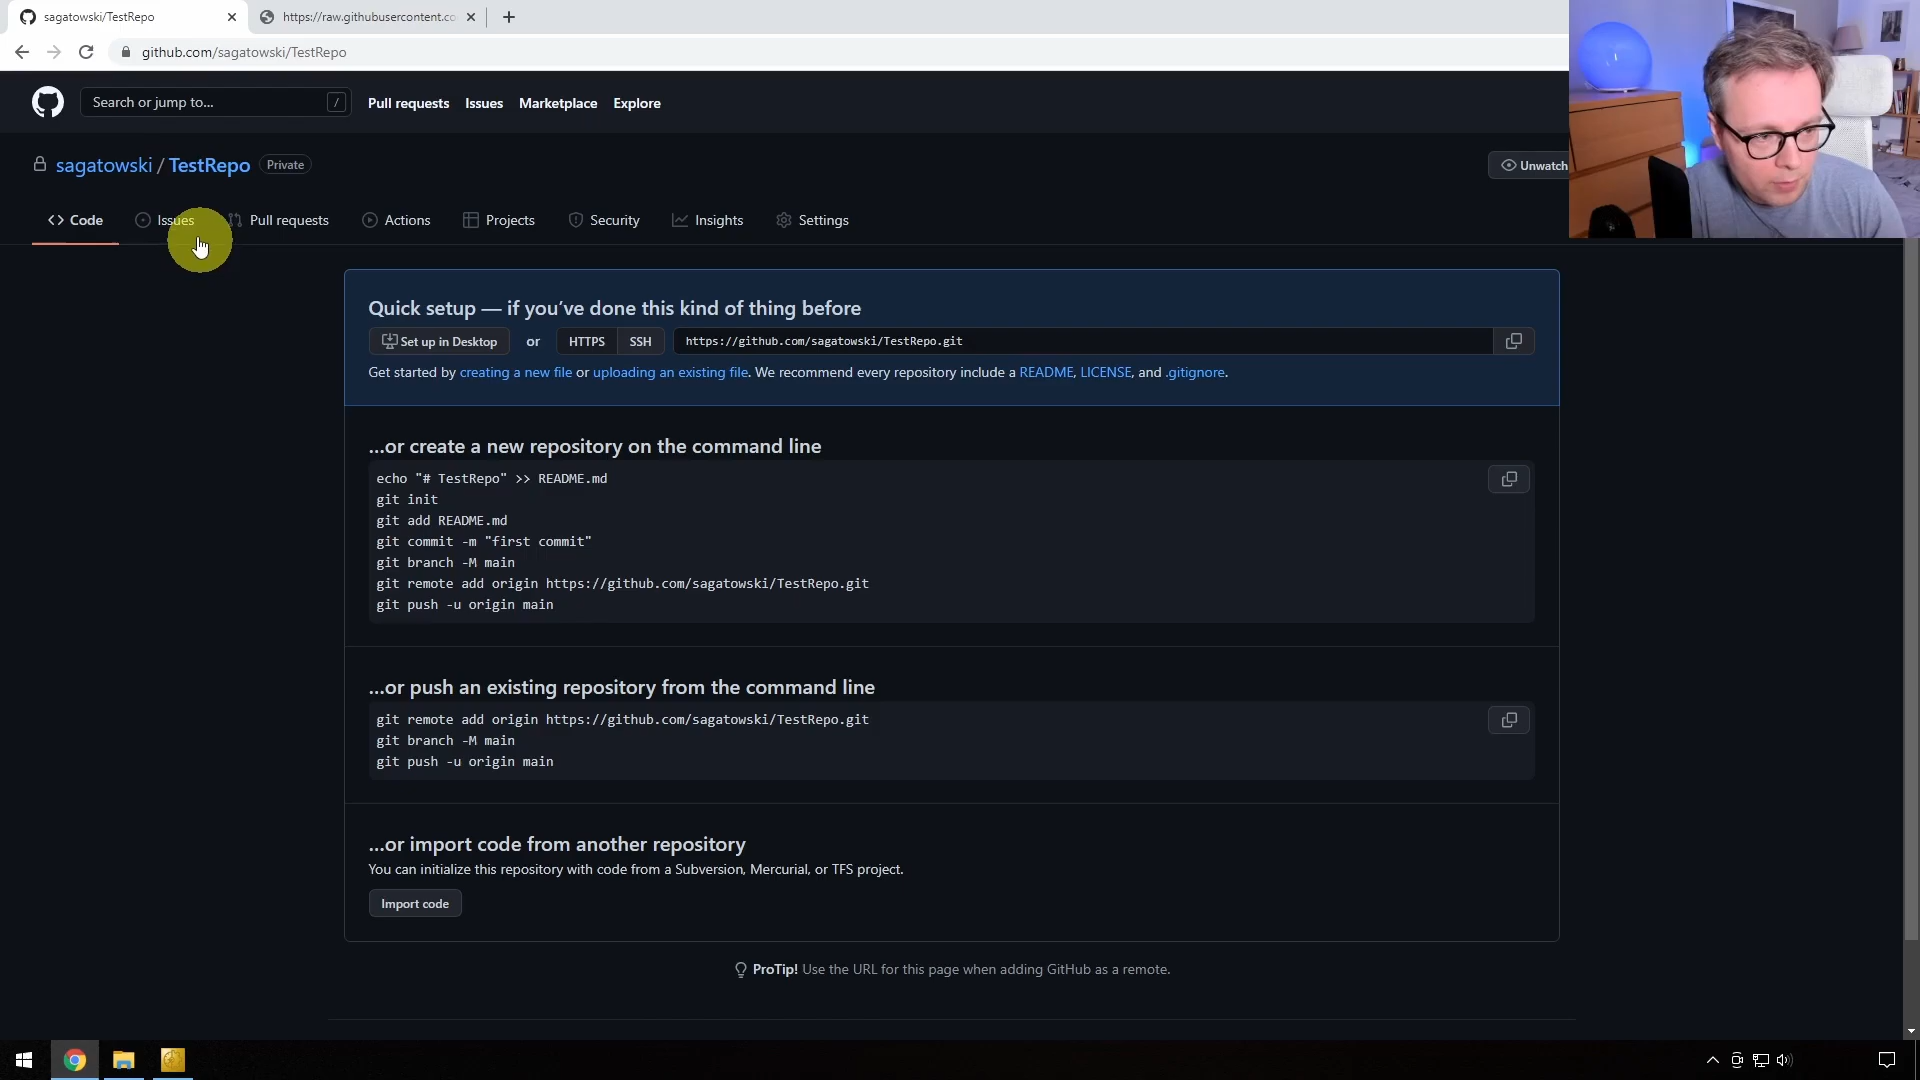 sagatowski/TestRepo
https://raw.githubusercontent.co
github.com/sagatowski/TestRepo
Search or jump to...
/
Pull requests
Issues
Marketplace
Explore
sagatowski / TestRepo
Private
Unwatch
Code
Issues
Pull requests
Actions
Projects
Security
Insights
Settings
Quick setup — if you’ve done this kind of thing before
Set up in Desktop or HTTPS SSH https://github.com/sagatowski/TestRepo.git
Get started by creating a new file or uploading an existing file. We recommend every repository include a README, LICENSE, and .gitignore.
…or create a new repository on the command line
echo "# TestRepo" >> README.md
git init
git add README.md
git commit -m "first commit"
git branch -M main
git remote add origin https://github.com/sagatowski/TestRepo.git
git push -u origin main
…or push an existing repository from the command line
git remote add origin https://github.com/sagatowski/TestRepo.git
git branch -M main
git push -u origin main
…or import code from another repository
You can initialize this repository with code from a Subversion, Mercurial, or TFS project.
Import code
ProTip! Use the URL for this page when adding GitHub as a remote.